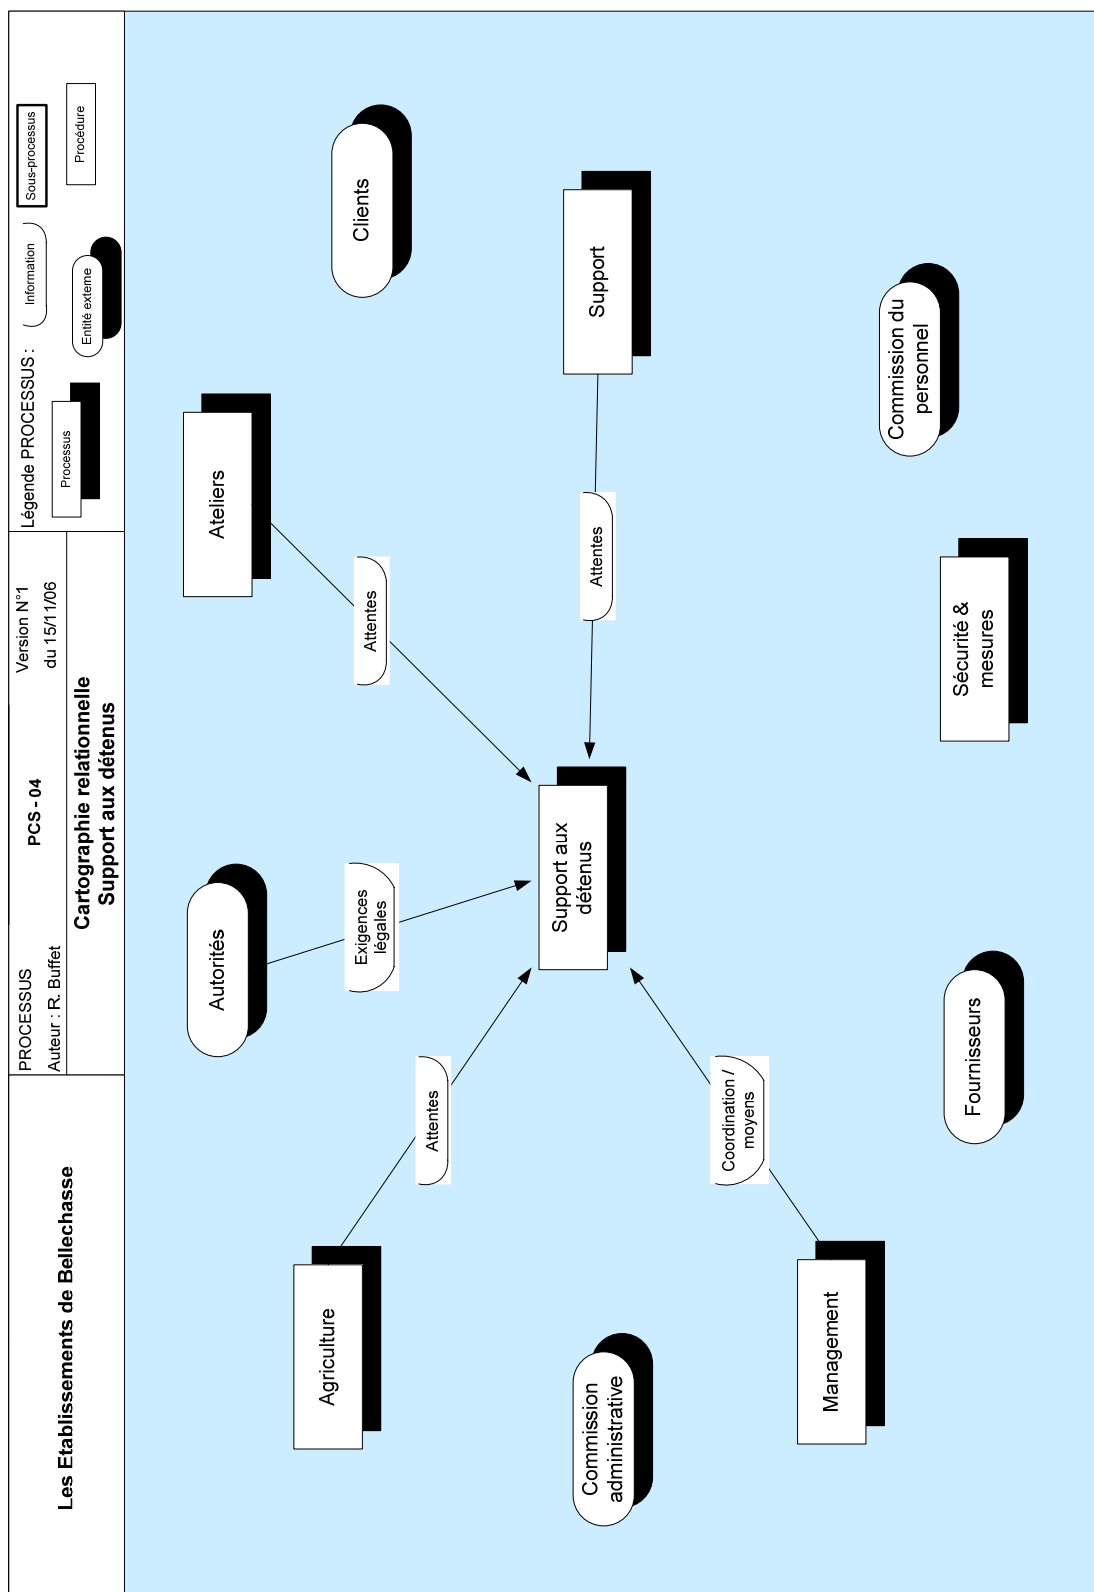 Les Etablissements de Bellechasse
PROCESSUS
PCS - 04
Version N°1
Auteur : R. Buffet
du 15/11/06
Cartographie relationnelle
Support aux détenus
Légende PROCESSUS :
Processus
Information
Entité externe
Sous-processus
Procédure
Autorités
Ateliers
Agriculture
Clients
Exigences
légales
Attentes
Attentes
Support aux
détenus
Attentes
Support
Commission
administrative
Coordination /
moyens
Management
Commission du
personnel
Fournisseurs
Sécurité &
mesures